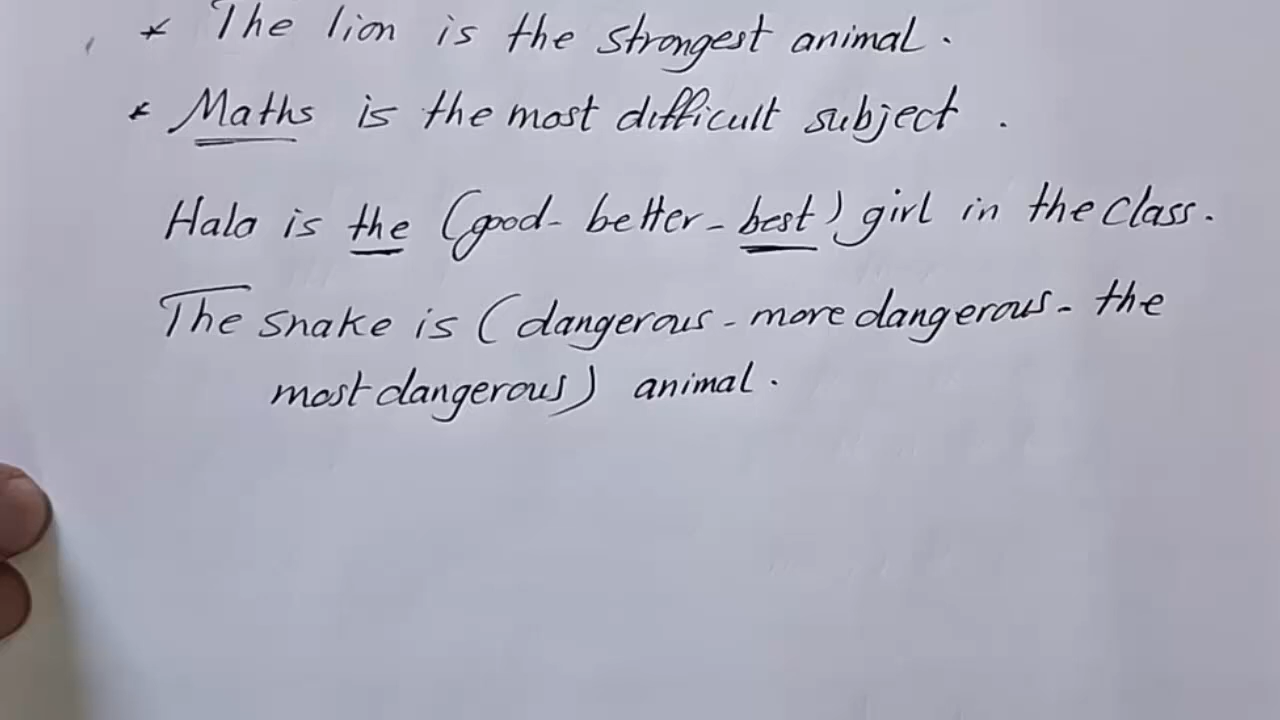 * The lion is the strongest animal.
* Maths is the most difficult subject.
Hala is the (good - better - best) girl in the class.
The snake is (dangerous - more dangerous - the
most dangerous) animal.